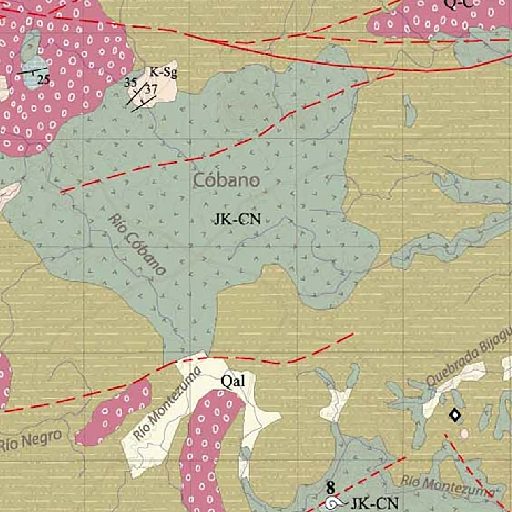 Q-C
K-Sg
35
37
25
Cóbano
JK-CN
Río Cóbano
Qal
Río Montezuma
Quebrada Bijagu
Río Negro
Río Montezuma
8
JK-CN